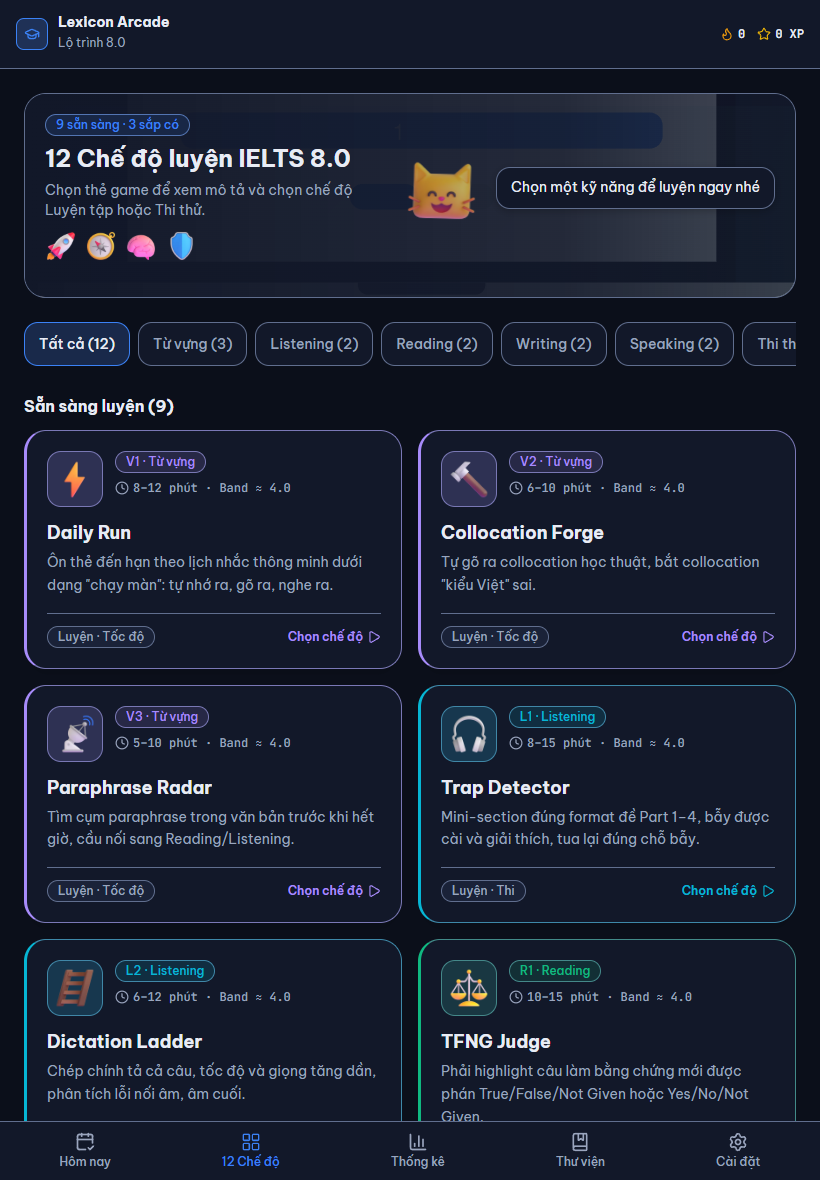 Lexicon Arcade
Lộ trình 8.0
0
0 XP
9 sẵn sàng · 3 sắp có
12 Chế độ luyện IELTS 8.0
Chọn thẻ game để xem mô tả và chọn chế độ
Luyện tập hoặc Thi thử.
Chọn một kỹ năng để luyện ngay nhé
Tất cả (12)
Từ vựng (3)
Listening (2)
Reading (2)
Writing (2)
Speaking (2)
Thi th
Sẵn sàng luyện (9)
V1 · Từ vựng
8–12 phút · Band ≈ 4.0
Daily Run
Ôn thẻ đến hạn theo lịch nhắc thông minh dưới
dạng "chạy màn": tự nhớ ra, gõ ra, nghe ra.
Luyện · Tốc độ
Chọn chế độ
V2 · Từ vựng
6–10 phút · Band ≈ 4.0
Collocation Forge
Tự gõ ra collocation học thuật, bắt collocation
"kiểu Việt" sai.
Luyện · Tốc độ
Chọn chế độ
V3 · Từ vựng
5–10 phút · Band ≈ 4.0
Paraphrase Radar
Tìm cụm paraphrase trong văn bản trước khi hết
giờ, cầu nối sang Reading/Listening.
Luyện · Tốc độ
Chọn chế độ
L1 · Listening
8–15 phút · Band ≈ 4.0
Trap Detector
Mini-section đúng format đề Part 1–4, bẫy được
cài và giải thích, tua lại đúng chỗ bẫy.
Luyện · Thi
Chọn chế độ
L2 · Listening
6–12 phút · Band ≈ 4.0
Dictation Ladder
Chép chính tả cả câu, tốc độ và giọng tăng dần,
phân tích lỗi nối âm, âm cuối.
R1 · Reading
10–15 phút · Band ≈ 4.0
TFNG Judge
Phải highlight câu làm bằng chứng mới được
phán True/False/Not Given hoặc Yes/No/Not
Given.
Hôm nay
12 Chế độ
Thống kê
Thư viện
Cài đặt